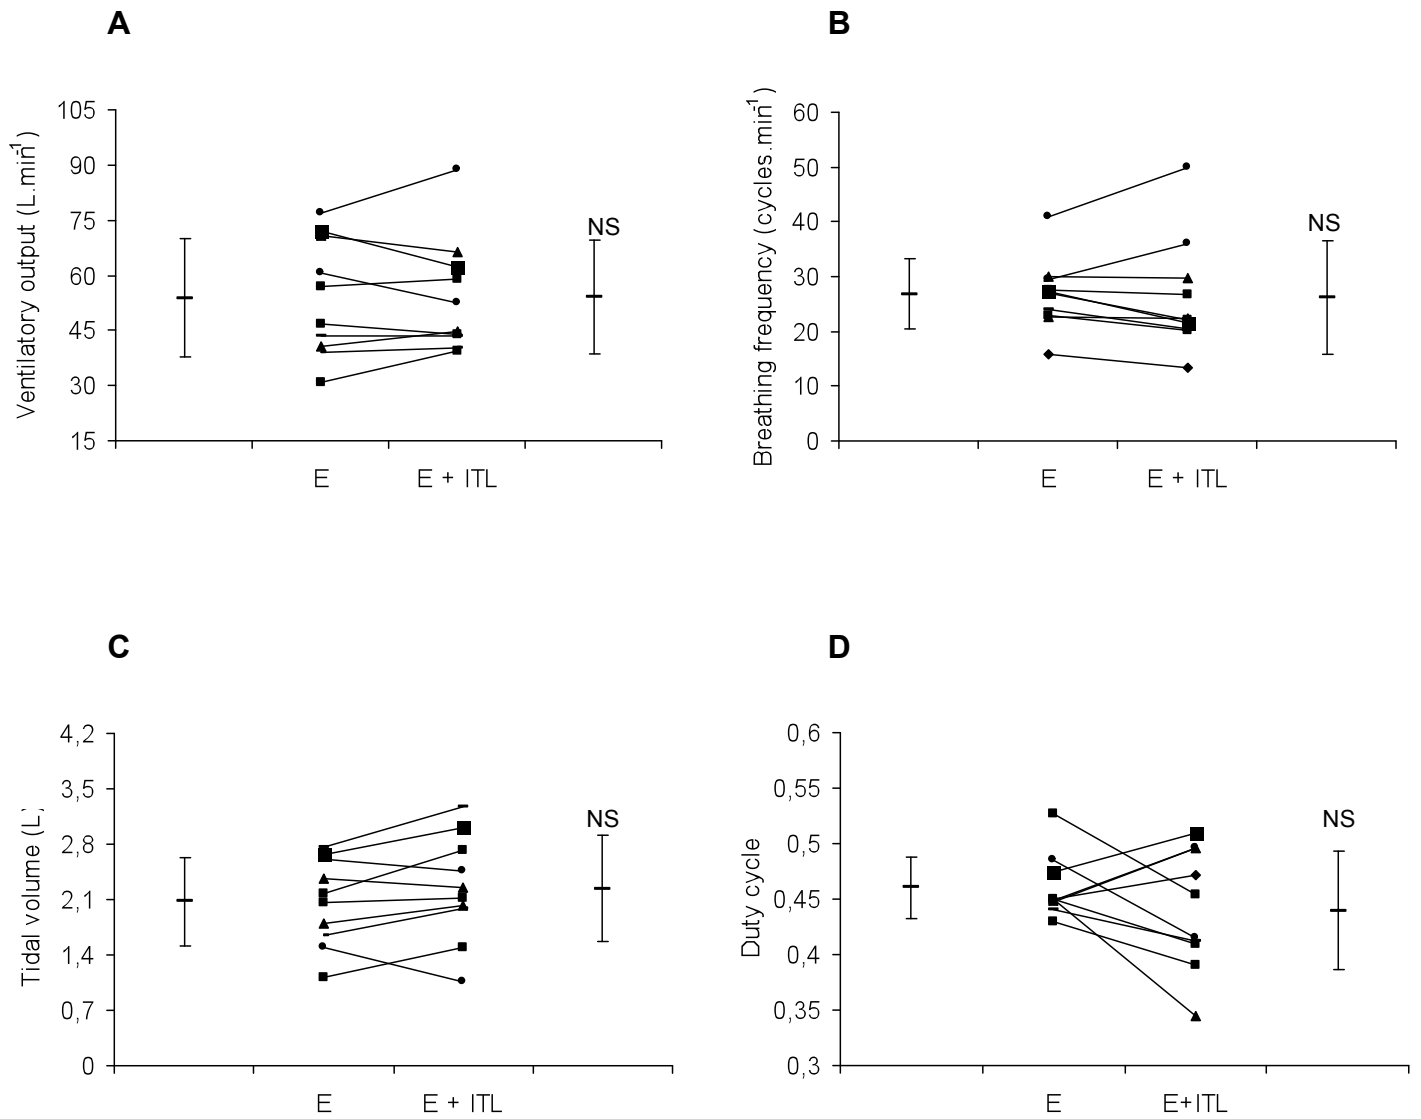 A
Ventilatory output (L.min-1)
105
90
75
60
45
30
15
NS
E
E + ITL
B
Breathing frequency (cycles.min-1)
60
50
40
30
20
10
0
NS
E
E + ITL
C
Tidal volume (L)
4,2
3,5
2,8
2,1
1,4
0,7
0
NS
E
E + ITL
D
Duty cycle
0,6
0,55
0,5
0,45
0,4
0,35
0,3
NS
E
E+ITL